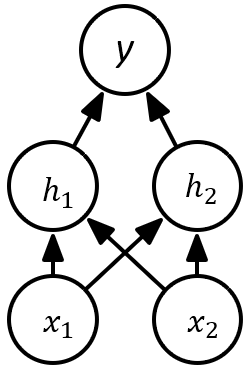 y
h₁ h₂
x₁ x₂